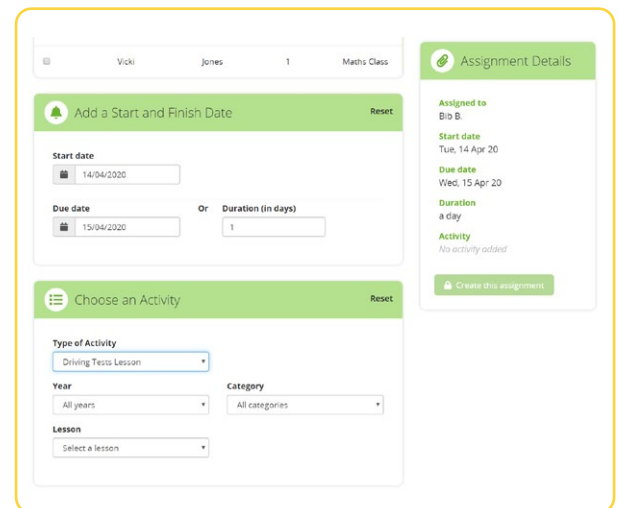 Vicki Jones 1 Maths Class
Add a Start and Finish Date Reset
Start date
14/04/2020
Due date Or Duration (in days)
15/04/2020 1
Choose an Activity Reset
Type of Activity
Driving Tests Lesson
Year Category
All years All categories
Lesson
Select a lesson
Assignment Details
Assigned to
Bib B.
Start date
Tue, 14 Apr 20
Due date
Wed, 15 Apr 20
Duration
a day
Activity
No activity added
Create this assignment